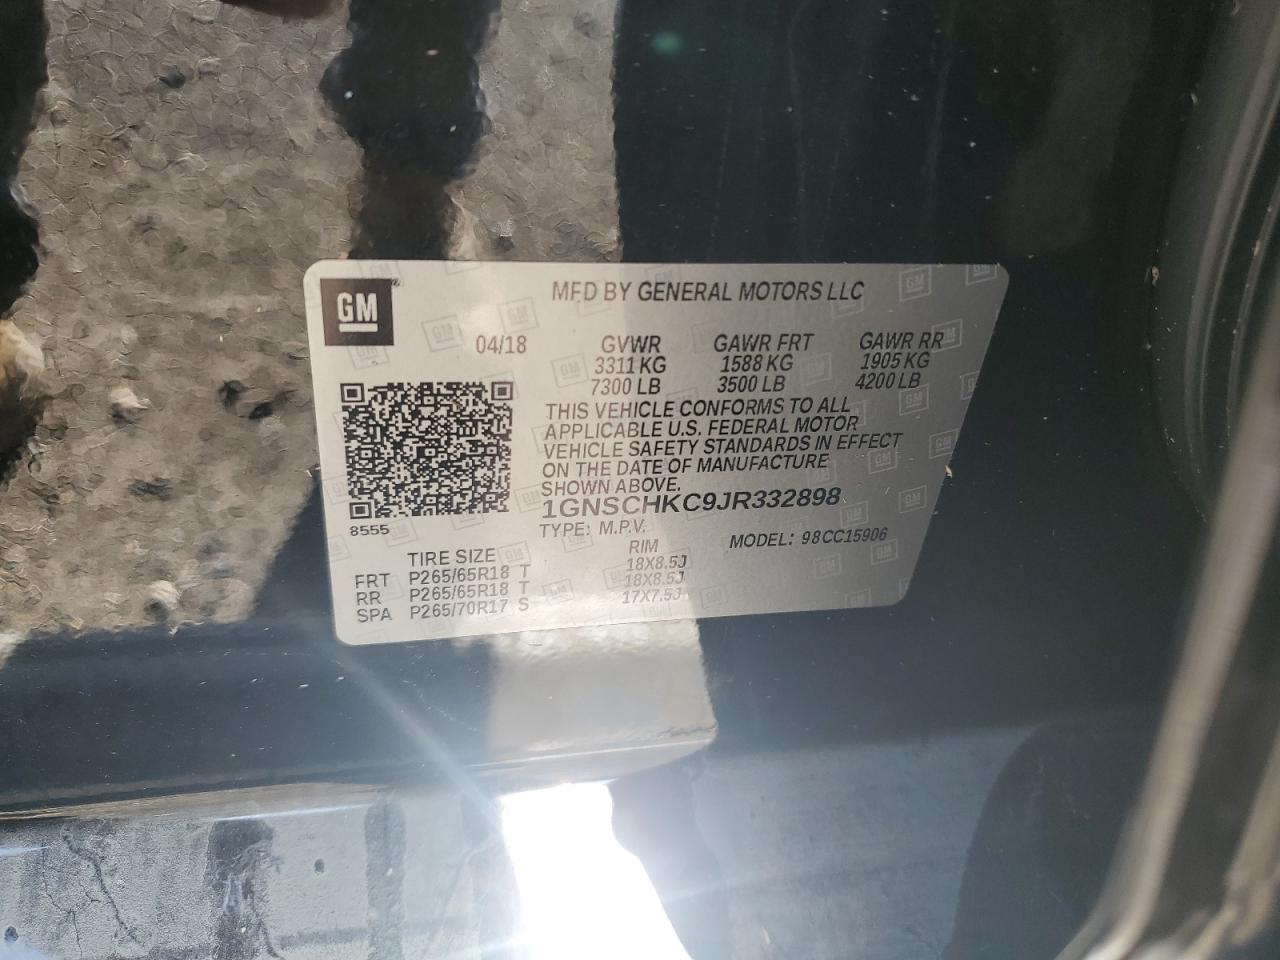 GM
MFD BY GENERAL MOTORS LLC
04/18 GVWR GAWR FRT GAWR RR
3311 KG 1588 KG 1905 KG
7300 LB 3500 LB 4200 LB
THIS VEHICLE CONFORMS TO ALL
APPLICABLE U.S. FEDERAL MOTOR
VEHICLE SAFETY STANDARDS IN EFFECT
ON THE DATE OF MANUFACTURE
SHOWN ABOVE.
1GNSCHKC9JR332898
8555 TYPE: M.P.V. MODEL: 98CC15906
TIRE SIZE RIM
FRT P265/65R18 T 18X8.5J
RR P265/65R18 T 18X8.5J
SPA P265/70R17 S 17X7.5J